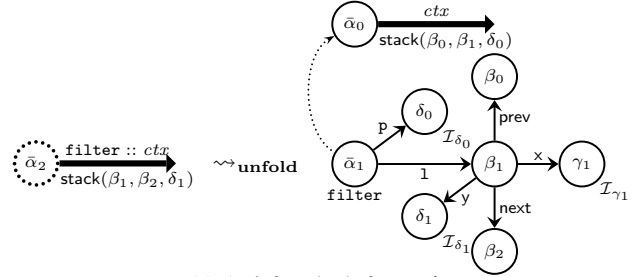 ᾱ₀
ctx
stack(β₀, β₁, δ₀)
β₀
δ₀
prev
p
𝓘δ₀
filter :: ctx
ᾱ₂
stack(β₁, β₂, δ₁)
⇝unfold
ᾱ₁
l
β₁
x
γ₁
filter
𝓘γ₁
y
next
δ₁
𝓘δ₁
β₂